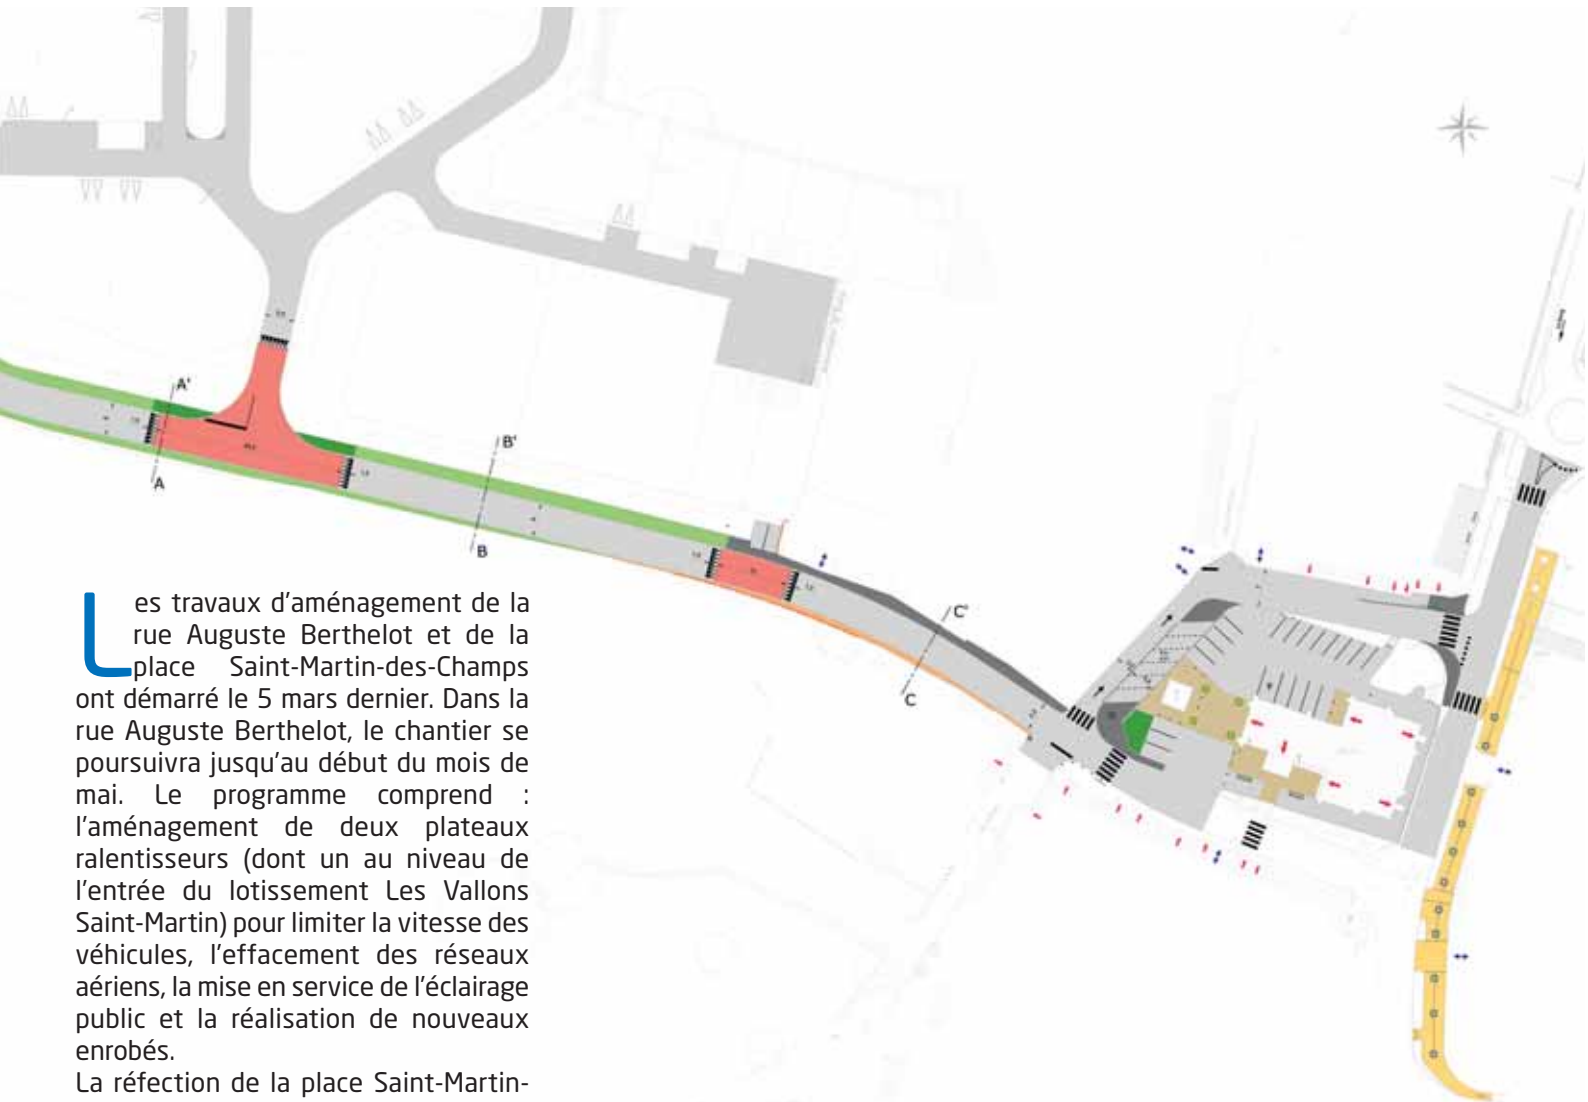 A'
B'
A
B
C'
C
Les travaux d'aménagement de la
rue Auguste Berthelot et de la
place Saint-Martin-des-Champs
ont démarré le 5 mars dernier. Dans la
rue Auguste Berthelot, le chantier se
poursuivra jusqu'au début du mois de
mai. Le programme comprend :
l'aménagement de deux plateaux
ralentisseurs (dont un au niveau de
l'entrée du lotissement Les Vallons
Saint-Martin) pour limiter la vitesse des
véhicules, l'effacement des réseaux
aériens, la mise en service de l'éclairage
public et la réalisation de nouveaux
enrobés.
La réfection de la place Saint-Martin-